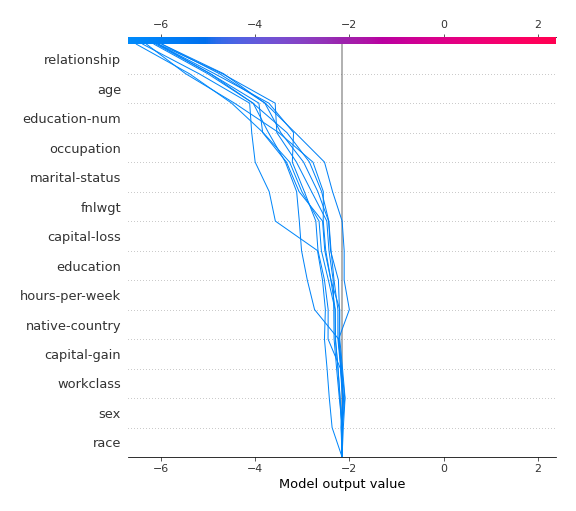 −6 −4 −2 0 2
relationship
age
education-num
occupation
marital-status
fnlwgt
capital-loss
education
hours-per-week
native-country
capital-gain
workclass
sex
race
−6 −4 −2 0 2
Model output value